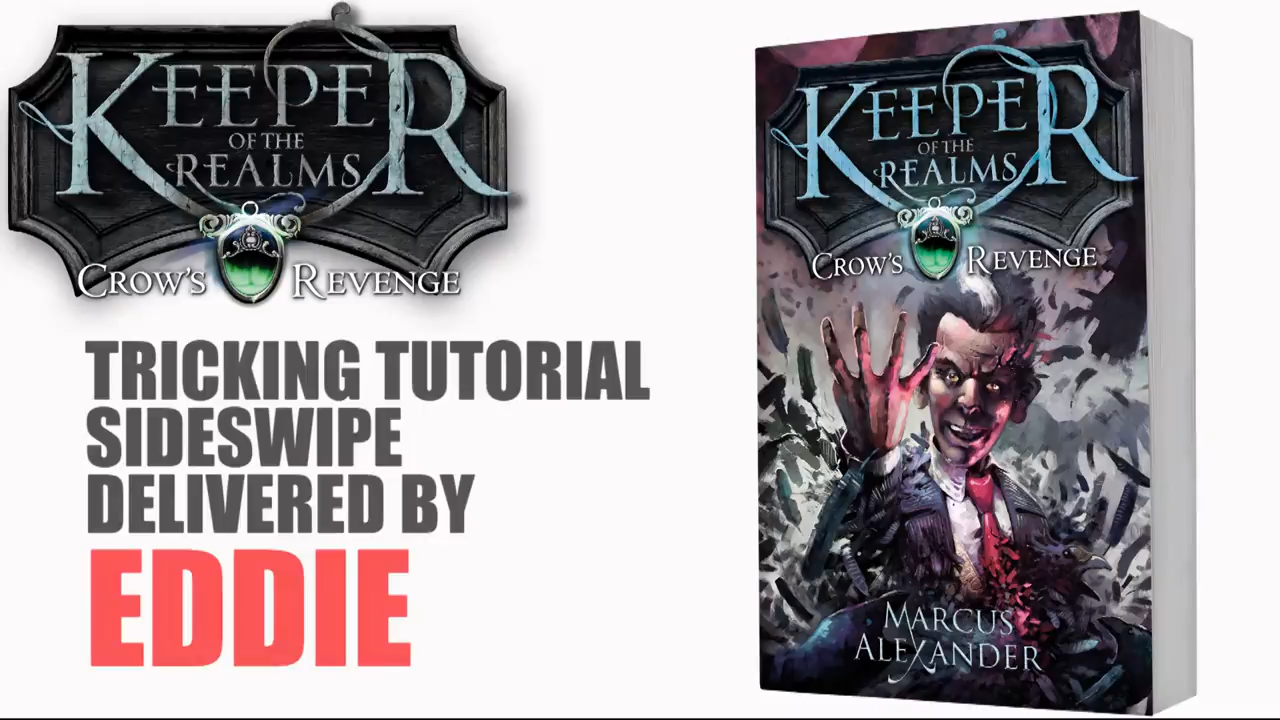 KEEPER
OF THE
REALMS
CROW'S REVENGE
TRICKING TUTORIAL
SIDESWIPE
DELIVERED BY
EDDIE
KEEPER
OF THE
REALMS
CROW'S REVENGE
MARCUS
ALEXANDER